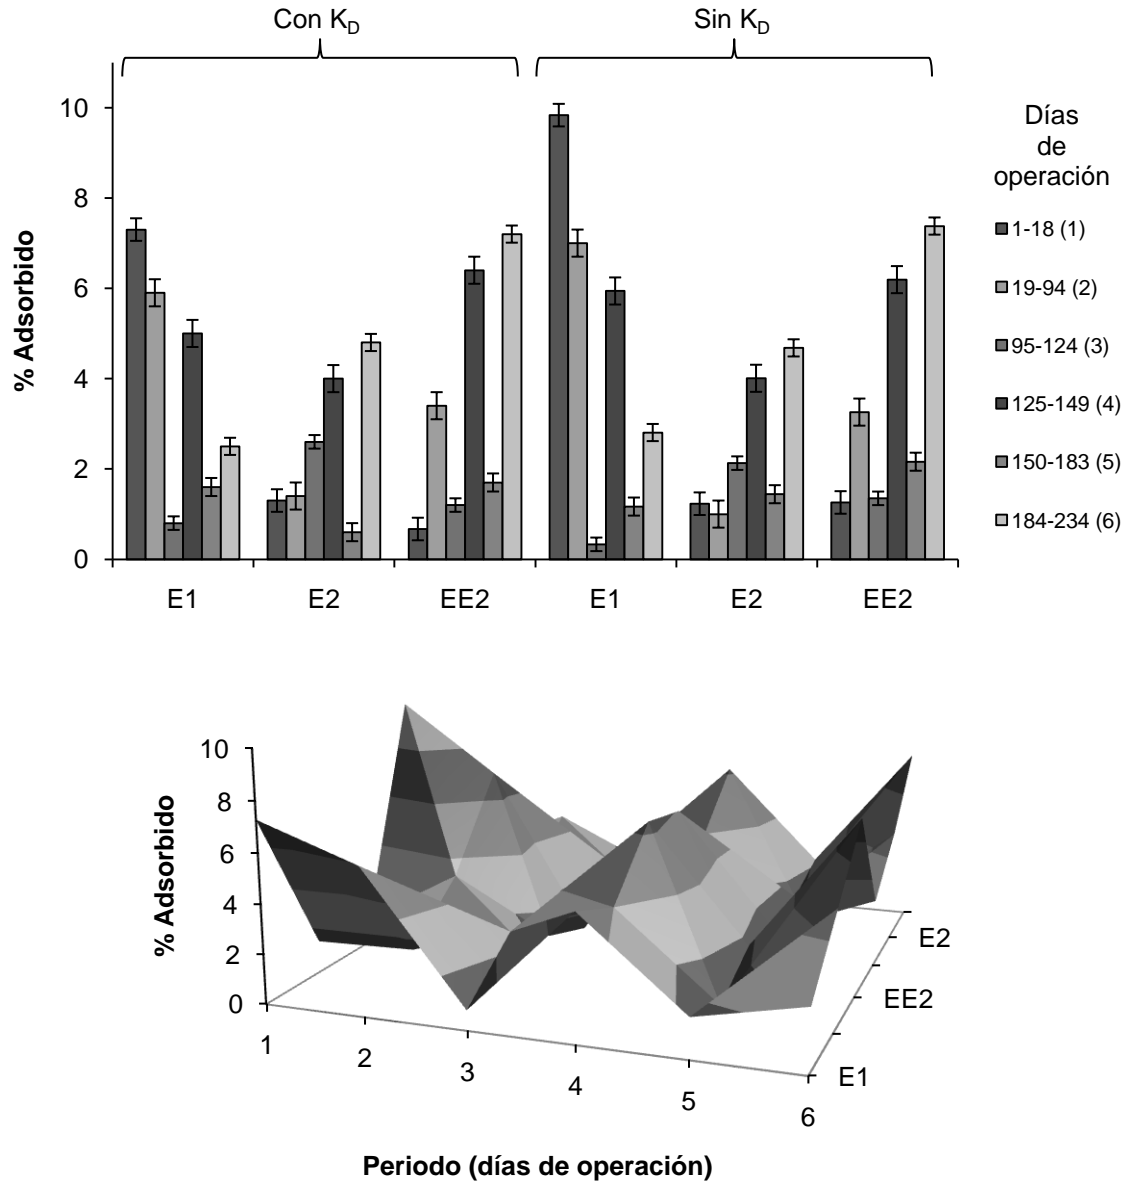 Con KD
Sin KD
% Adsorbido
10
8
6
4
2
0
E1
E2
EE2
E1
E2
EE2
Días
de
operación
1-18 (1)
19-94 (2)
95-124 (3)
125-149 (4)
150-183 (5)
184-234 (6)
% Adsorbido
10
8
6
4
2
0
1
2
3
4
5
6
E1
EE2
E2
Periodo (días de operación)